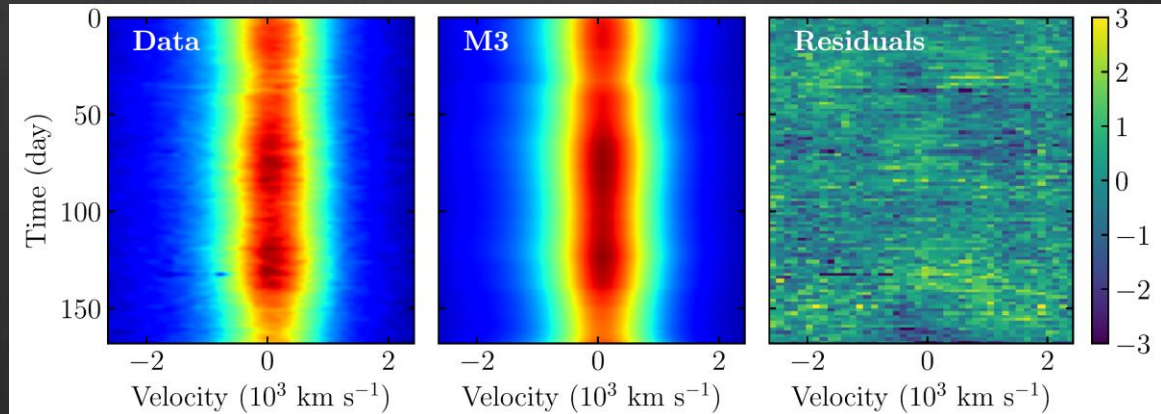 Data
M3
Residuals
0
50
100
150
Time (day)
−2 0 2
Velocity (10³ km s⁻¹)
−2 0 2
Velocity (10³ km s⁻¹)
−2 0 2
Velocity (10³ km s⁻¹)
3
2
1
0
−1
−2
−3